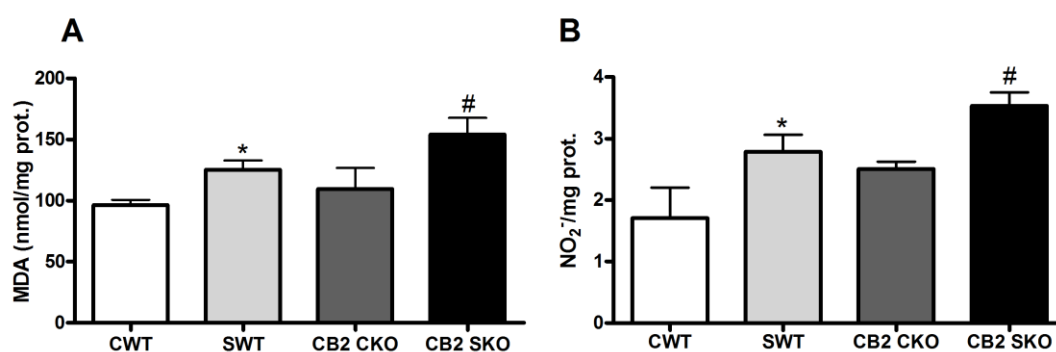 A
MDA (nmol/mg prot.)
200
150
100
50
0
*
#
CWT SWT CB2 CKO CB2 SKO
B
NO₂⁻/mg prot.
4
3
2
1
0
*
#
CWT SWT CB2 CKO CB2 SKO